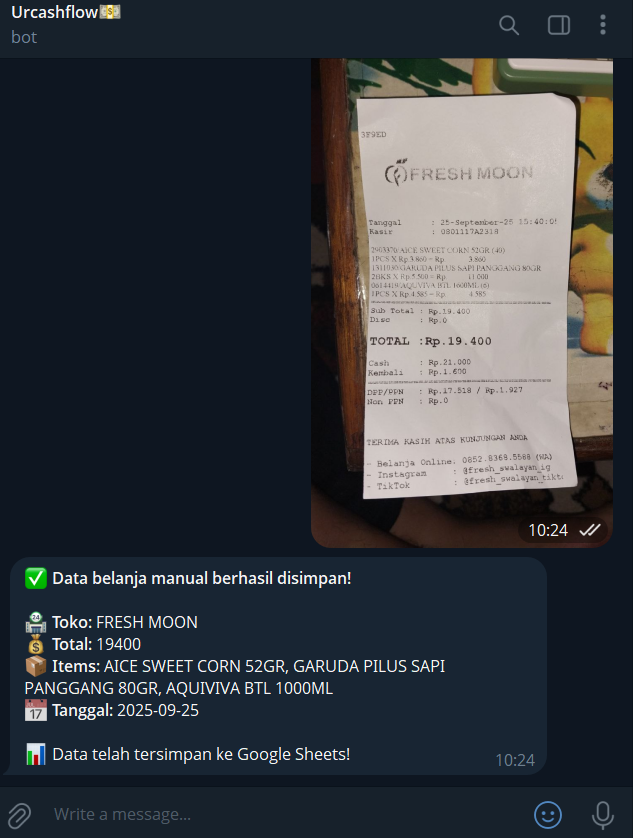 Urcashflow
bot
3F9ED
FRESH MOON
Tanggal : 25-September-25 15:40:0
Kasir : 0801117A2318
2903370/AICE SWEET CORN 52GR (40)
1PCS X Rp.3.860 = Rp. 3.860
1311030/GARUDA PILUS SAPI PANGGANG 80GR
2BKS X Rp.5.500 = Rp. 11.000
0614419/AQUVIVA BTL 1600ML (6)
1PCS X Rp.4.585 = Rp. 4.585
Sub Total : Rp.19.400
Disc : Rp.0
TOTAL :Rp.19.400
Cash : Rp.21.000
Kembali : Rp.1.600
DPP/PPN : Rp.17.518 / Rp.1.927
Non PPN : Rp.0
TERIMA KASIH ATAS KUNJUNGAN ANDA
- Belanja Online. 0852.8368.5568 (WA)
- Instagram : @fresh_swalayan_ig
- TikTok : @fresh_swalayan_tikt
10:24
Data belanja manual berhasil disimpan!
Toko: FRESH MOON
Total: 19400
Items: AICE SWEET CORN 52GR, GARUDA PILUS SAPI
PANGGANG 80GR, AQUIVIVA BTL 1000ML
17 Tanggal: 2025-09-25
Data telah tersimpan ke Google Sheets!
10:24
Write a message...